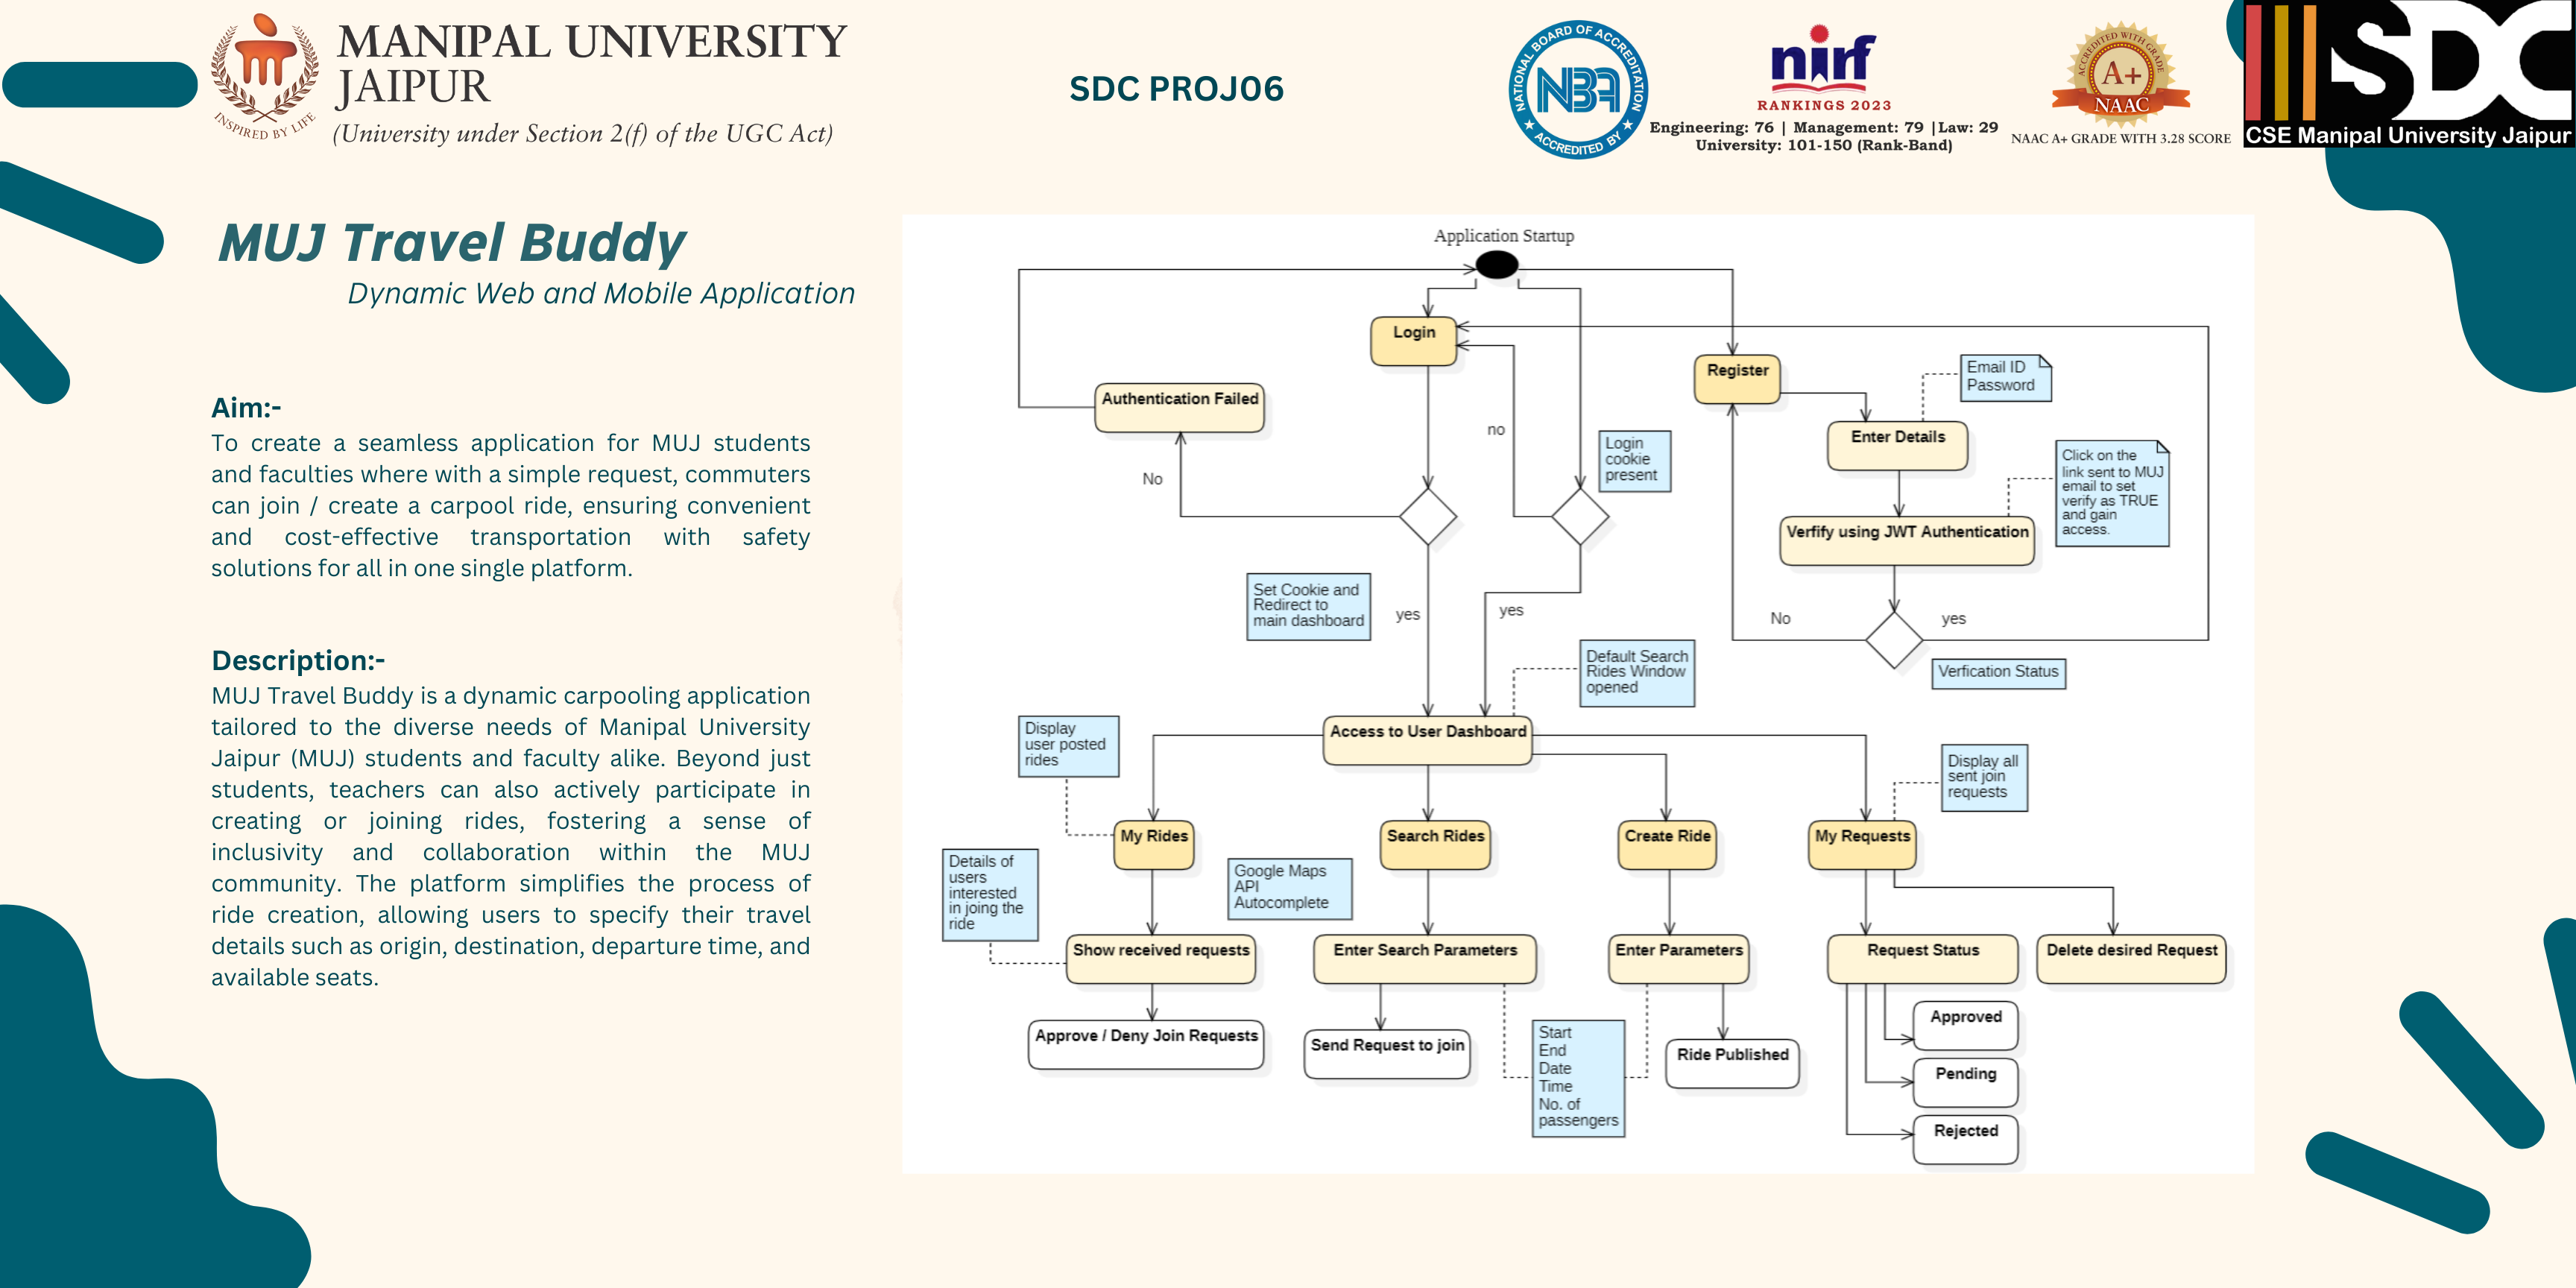 MANIPAL UNIVERSITY
JAIPUR
(University under Section 2(f) of the UGC Act)
INSPIRED BY LIFE
SDC PROJ06
NATIONAL BOARD OF ACCREDITATION
NBA
★ ACCREDITED BY ★
nirf
RANKINGS 2023
Engineering: 76 | Management: 79 |Law: 29
University: 101-150 (Rank-Band)
ACCREDITED WITH GRADE
A+
NAAC
NAAC A+ GRADE WITH 3.28 SCORE
SDC
CSE Manipal University Jaipur
MUJ Travel Buddy
Dynamic Web and Mobile Application
Aim:-
To create a seamless application for MUJ students
and faculties where with a simple request, commuters
can join / create a carpool ride, ensuring convenient
and cost-effective transportation with safety
solutions for all in one single platform.
Description:-
MUJ Travel Buddy is a dynamic carpooling application
tailored to the diverse needs of Manipal University
Jaipur (MUJ) students and faculty alike. Beyond just
students, teachers can also actively participate in
creating or joining rides, fostering a sense of
inclusivity and collaboration within the MUJ
community. The platform simplifies the process of
ride creation, allowing users to specify their travel
details such as origin, destination, departure time, and
available seats.
Application Startup
Login
Register
Email ID
Password
Authentication Failed
Enter Details
no
Login
cookie
present
Click on the
link sent to MUJ
email to set
verify as TRUE
and gain
access.
No
Verfify using JWT Authentication
Set Cookie and
Redirect to
main dashboard
yes
yes
No
yes
Verfication Status
Default Search
Rides Window
opened
Display
user posted
rides
Access to User Dashboard
Display all
sent join
requests
My Rides
Search Rides
Create Ride
My Requests
Details of
users
interested
in joing the
ride
Google Maps
API
Autocomplete
Show received requests
Enter Search Parameters
Enter Parameters
Request Status
Delete desired Request
Approve / Deny Join Requests
Send Request to join
Start
End
Date
Time
No. of
passengers
Ride Published
Approved
Pending
Rejected